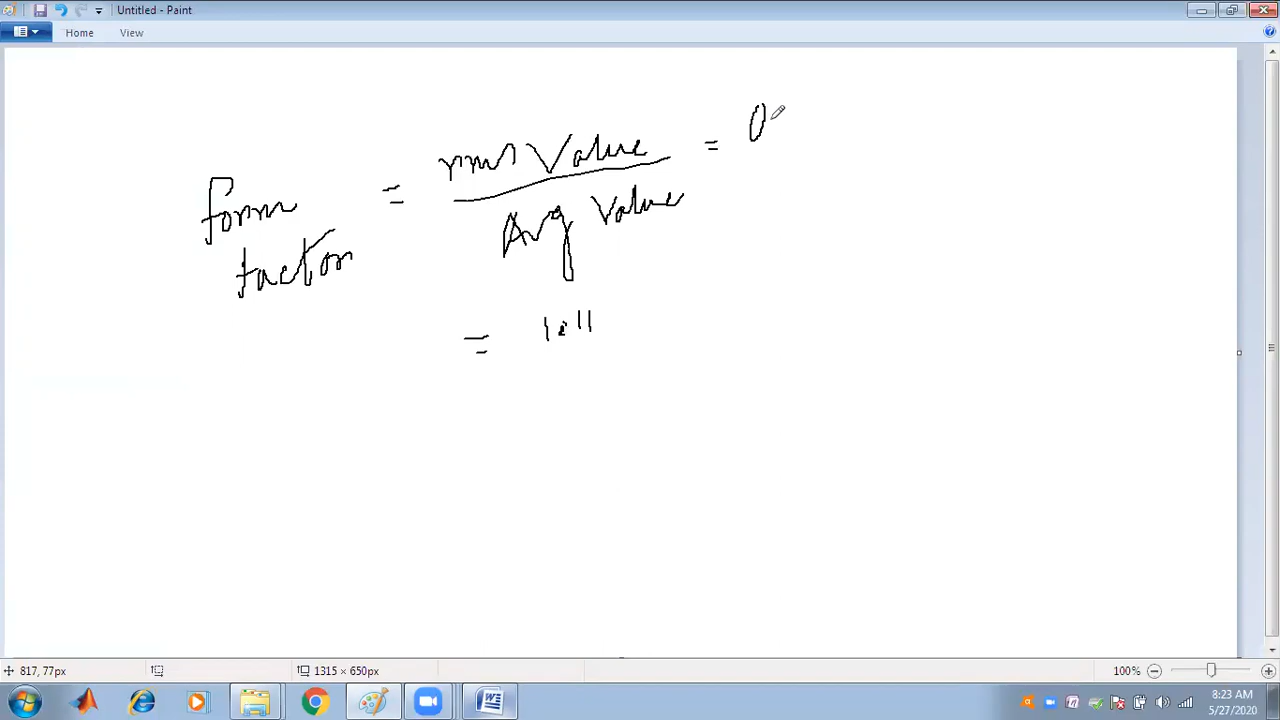 Untitled - Paint
Home View
form factor = rms Value / Avg Value = 0.
= 1.11
817, 77px
1315 × 650px
100%
8:23 AM
5/27/2020